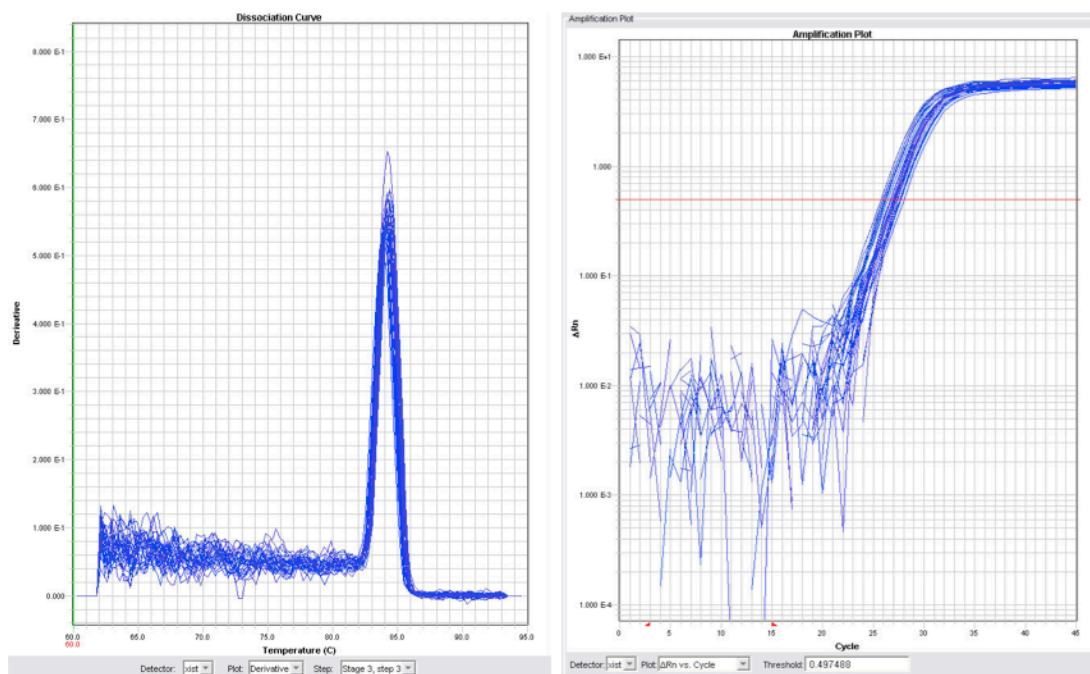 Dissociation Curve
8.000 E-1
7.000 E-1
6.000 E-1
5.000 E-1
4.000 E-1
3.000 E-1
2.000 E-1
1.000 E-1
0.000
Derivative
60.0 65.0 70.0 75.0 80.0 85.0 90.0 95.0
60.0
Temperature (C)
Detector: xist Plot: Derivative Step: Stage 3, step 3
Amplification Plot
Amplification Plot
1.000 E+1
1.000
1.000 E-1
1.000 E-2
1.000 E-3
1.000 E-4
ΔRn
0 5 10 15 20 25 30 35 40 45
Cycle
Detector: xist Plot: ΔRn vs. Cycle Threshold: 0.497488